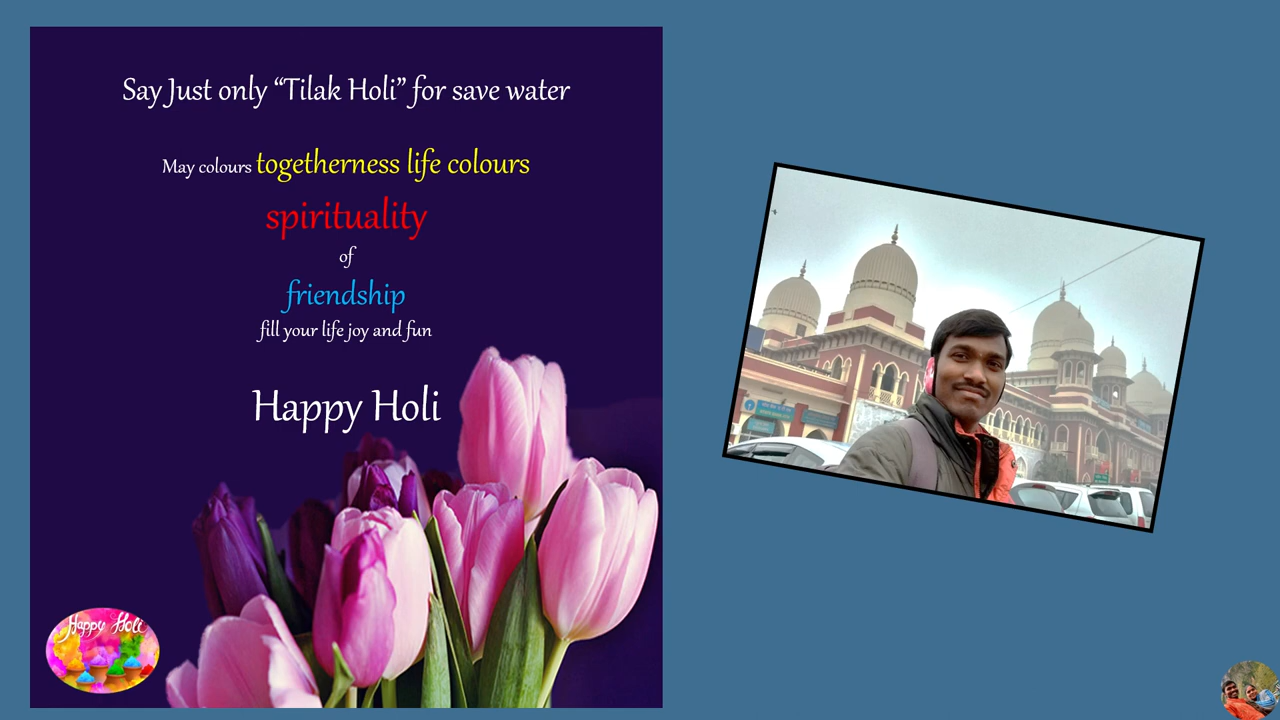 Say Just only “Tilak Holi” for save water
May colours togetherness life colours
spirituality
of
friendship
fill your life joy and fun
Happy Holi
Happy Holi